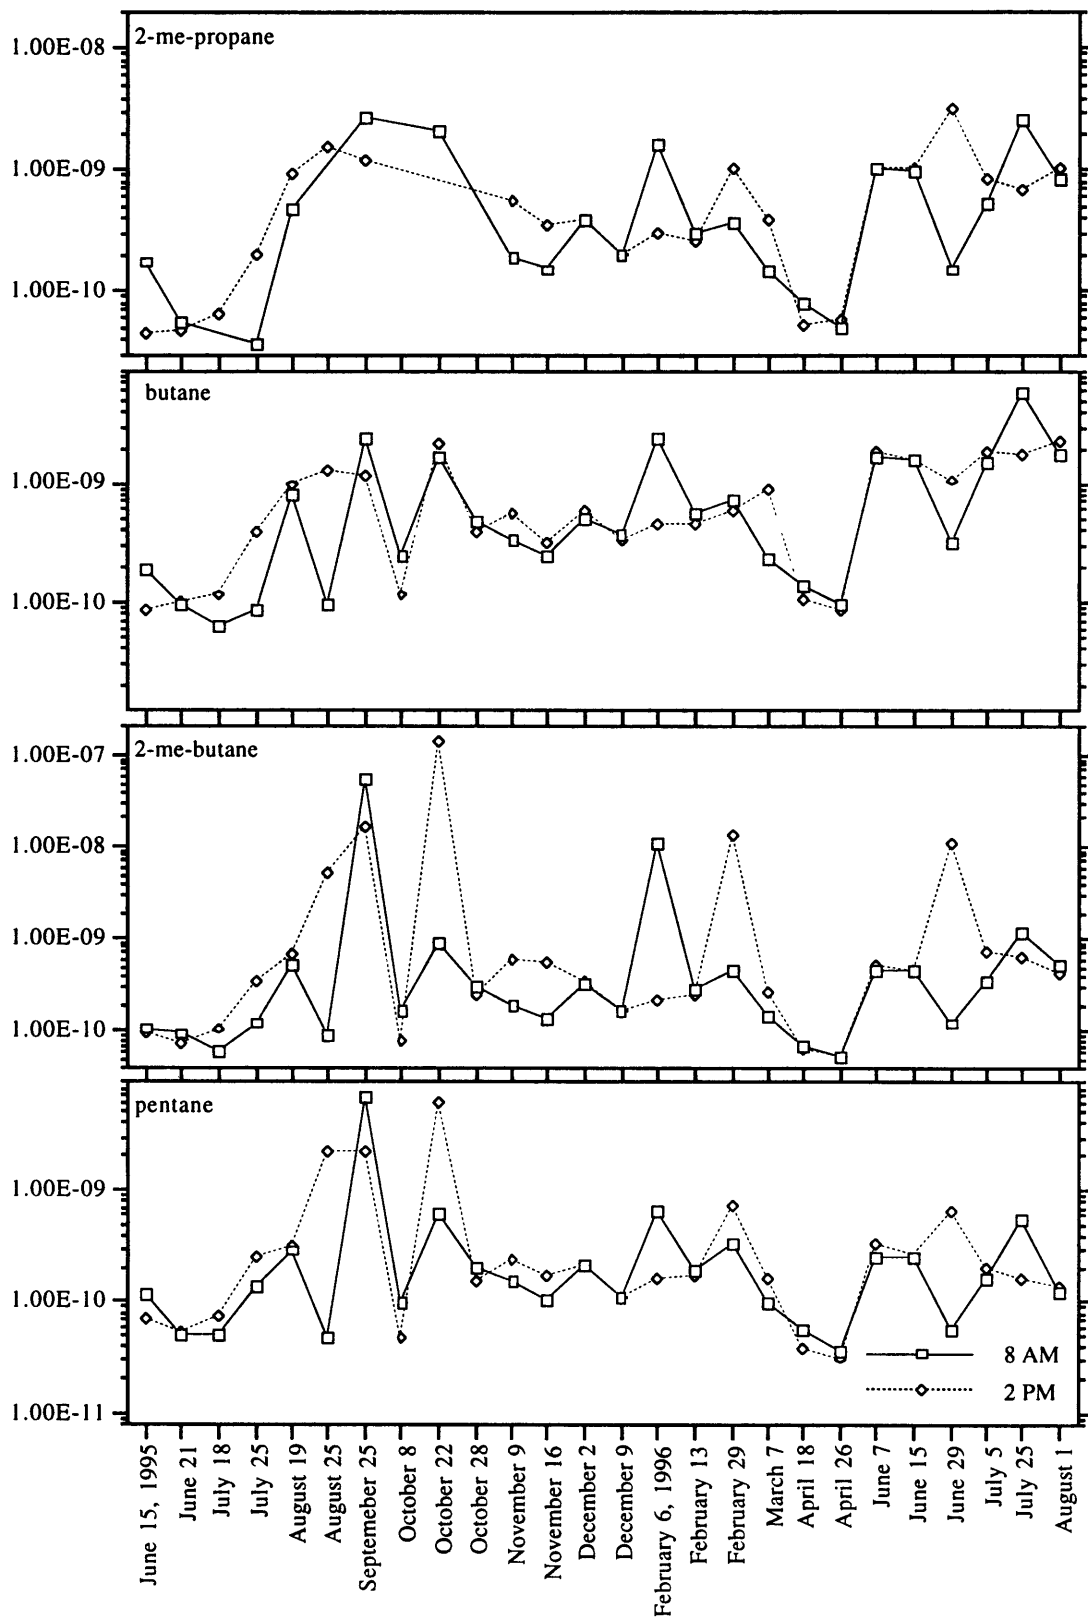 2-me-propane
1.00E-08
1.00E-09
1.00E-10
butane
1.00E-09
1.00E-10
2-me-butane
1.00E-07
1.00E-08
1.00E-09
1.00E-10
pentane
1.00E-09
1.00E-10
1.00E-11
8 AM
2 PM
June 15, 1995
June 21
July 18
July 25
August 19
August 25
Septemeber 25
October 8
October 22
October 28
November 9
November 16
December 2
December 9
February 6, 1996
February 13
February 29
March 7
April 18
April 26
June 7
June 15
June 29
July 5
July 25
August 1